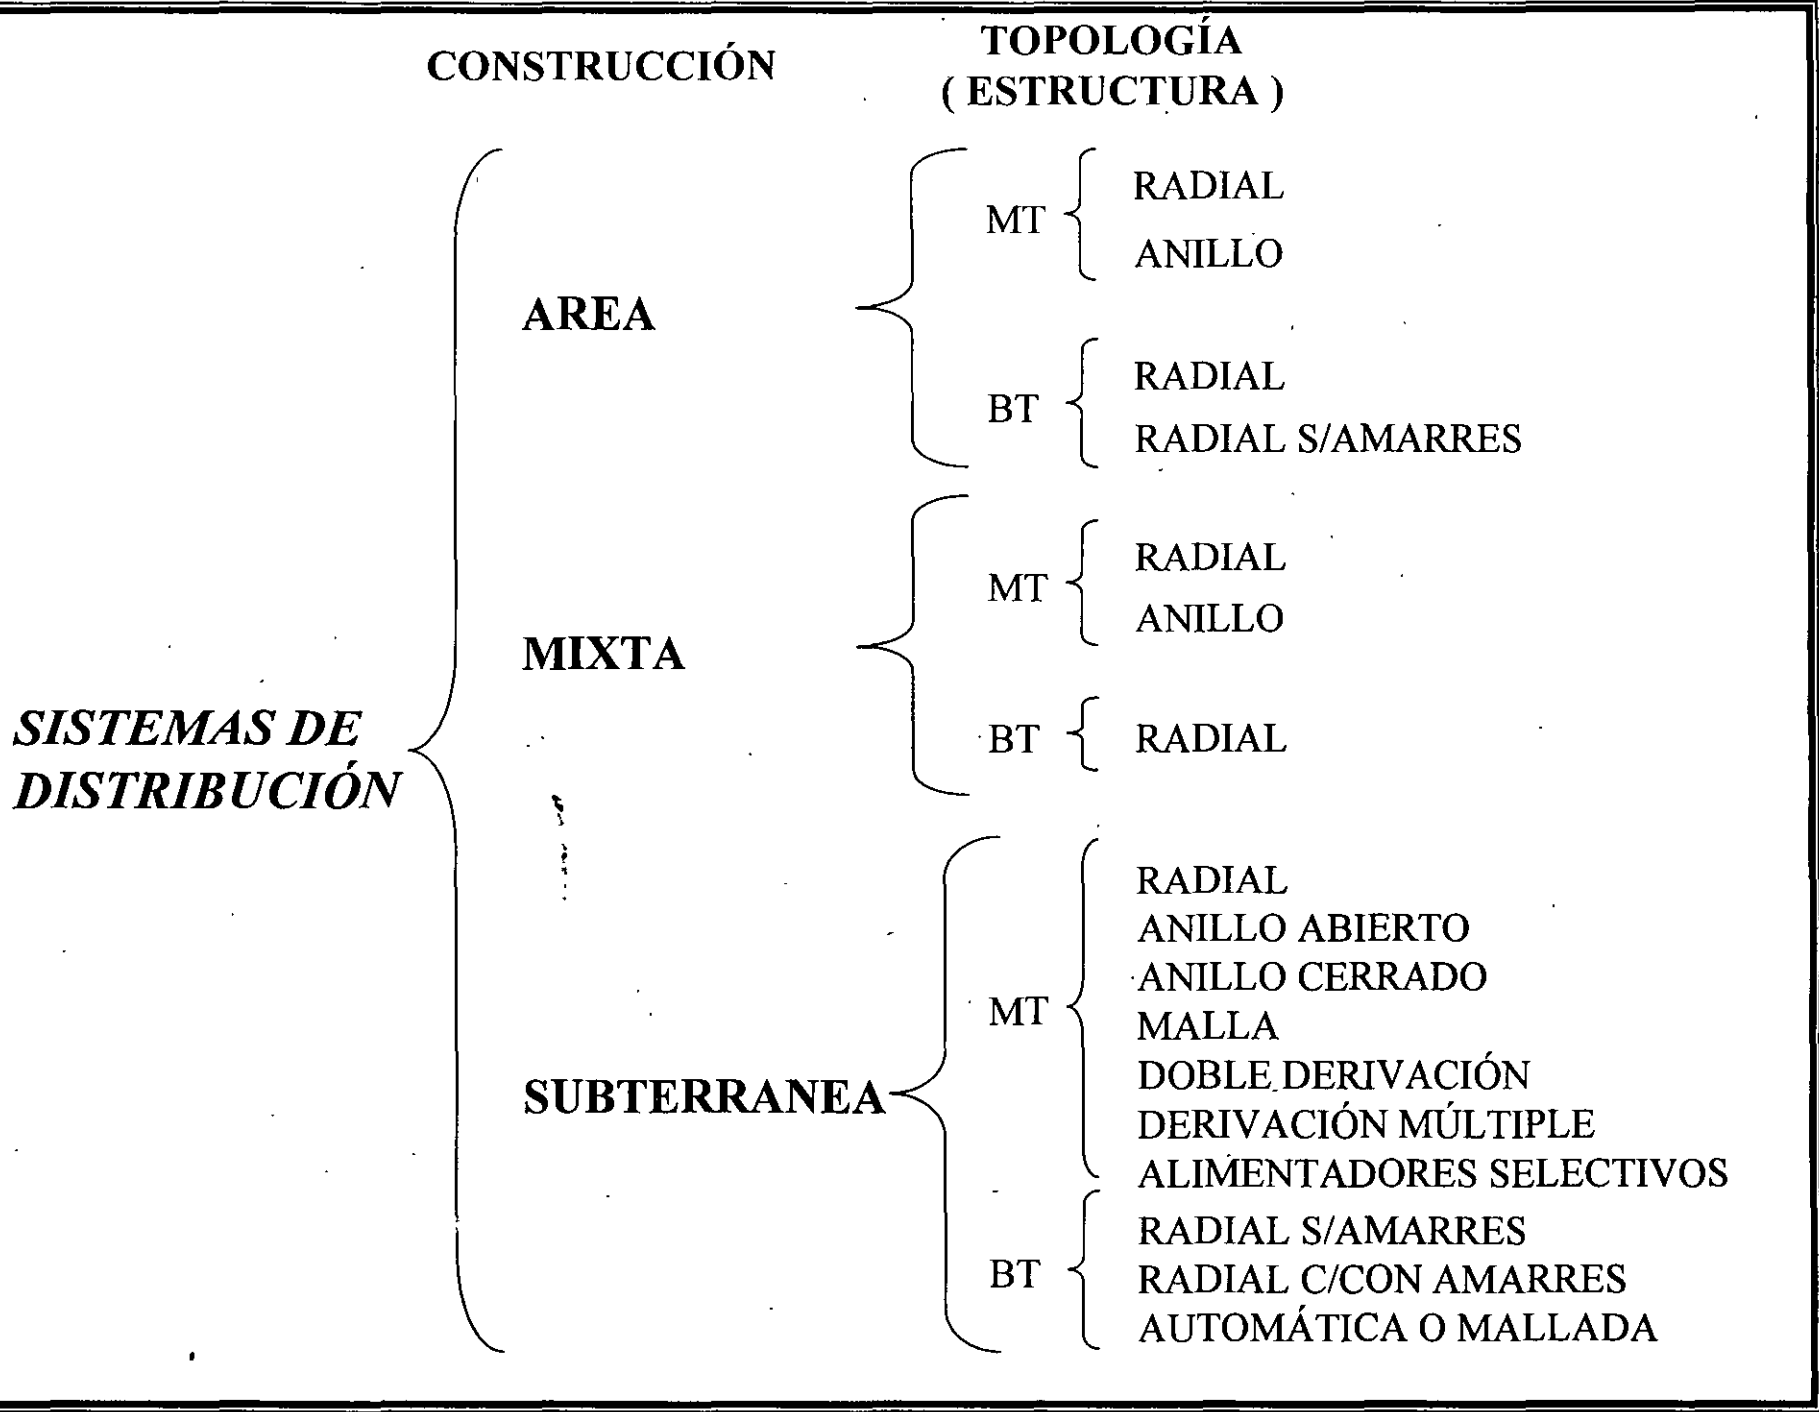 CONSTRUCCIÓN
TOPOLOGÍA
( ESTRUCTURA )
SISTEMAS DE
DISTRIBUCIÓN
AREA
MT
RADIAL
ANILLO
BT
RADIAL
RADIAL S/AMARRES
MIXTA
MT
RADIAL
ANILLO
BT
RADIAL
SUBTERRANEA
MT
RADIAL
ANILLO ABIERTO
ANILLO CERRADO
MALLA
DOBLE DERIVACIÓN
DERIVACIÓN MÚLTIPLE
ALIMENTADORES SELECTIVOS
BT
RADIAL S/AMARRES
RADIAL C/CON AMARRES
AUTOMÁTICA O MALLADA